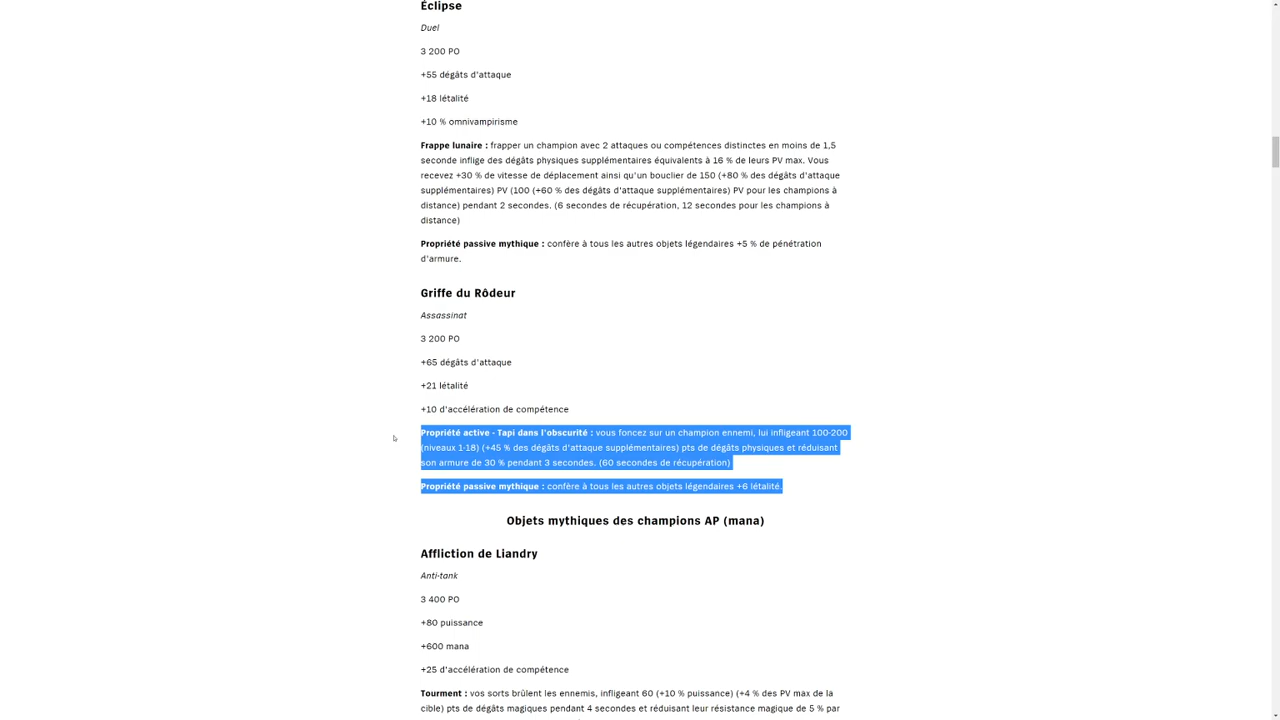 Éclipse
Duel
3 200 PO
+55 dégâts d'attaque
+18 létalité
+10 % omnivampirisme
Frappe lunaire : frapper un champion avec 2 attaques ou compétences distinctes en moins de 1,5
seconde inflige des dégâts physiques supplémentaires équivalents à 16 % de leurs PV max. Vous
recevez +30 % de vitesse de déplacement ainsi qu'un bouclier de 150 (+80 % des dégâts d'attaque
supplémentaires) PV (100 (+60 % des dégâts d'attaque supplémentaires) PV pour les champions à
distance) pendant 2 secondes. (6 secondes de récupération, 12 secondes pour les champions à
distance)
Propriété passive mythique : confère à tous les autres objets légendaires +5 % de pénétration
d'armure.
Griffe du Rôdeur
Assassinat
3 200 PO
+65 dégâts d'attaque
+21 létalité
+10 d'accélération de compétence
Propriété active - Tapi dans l'obscurité : vous foncez sur un champion ennemi, lui infligeant 100-200
(niveaux 1-18) (+45 % des dégâts d'attaque supplémentaires) pts de dégâts physiques et réduisant
son armure de 30 % pendant 3 secondes. (60 secondes de récupération)
Propriété passive mythique : confère à tous les autres objets légendaires +6 létalité.
Objets mythiques des champions AP (mana)
Affliction de Liandry
Anti-tank
3 400 PO
+80 puissance
+600 mana
+25 d'accélération de compétence
Tourment : vos sorts brûlent les ennemis, infligeant 60 (+10 % puissance) (+4 % des PV max de la
cible) pts de dégâts magiques pendant 4 secondes et réduisant leur résistance magique de 5 % par